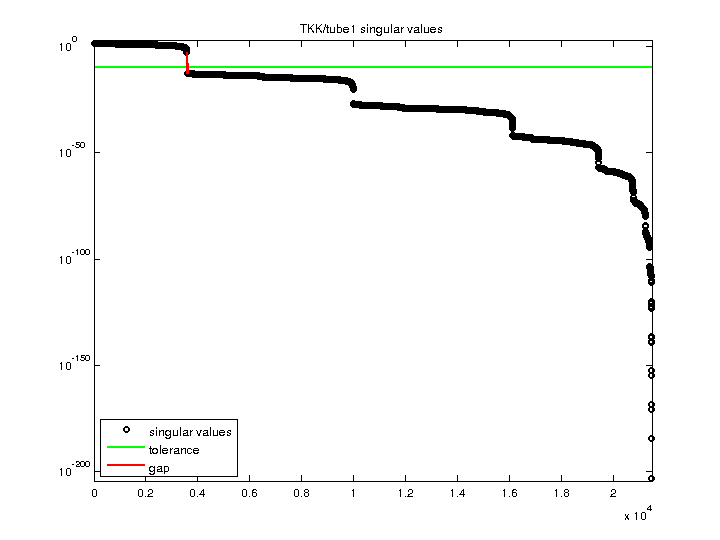 TKK/tube1 singular values
10^0
10^-50
10^-100
10^-150
10^-200
singular values
tolerance
gap
0 0.2 0.4 0.6 0.8 1 1.2 1.4 1.6 1.8 2
x 10^4